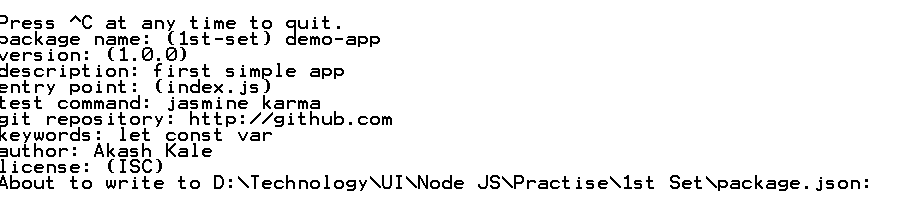 Press ^C at any time to quit.
package name: (1st-set) demo-app
version: (1.0.0)
description: first simple app
entry point: (index.js)
test command: jasmine karma
git repository: http://github.com
keywords: let const var
author: Akash Kale
license: (ISC)
About to write to D:\Technology\UI\Node JS\Practise\1st Set\package.json: